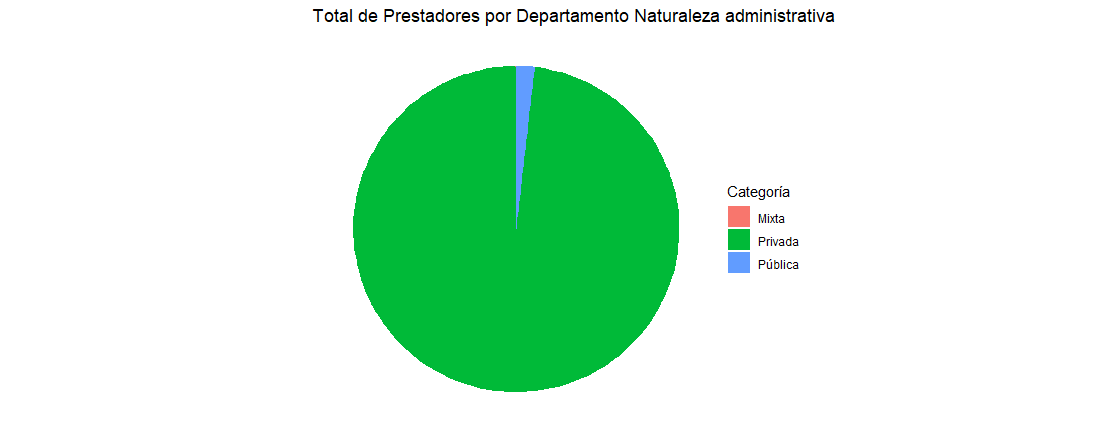 Total de Prestadores por Departamento Naturaleza administrativa
Categoría
Mixta
Privada
Pública